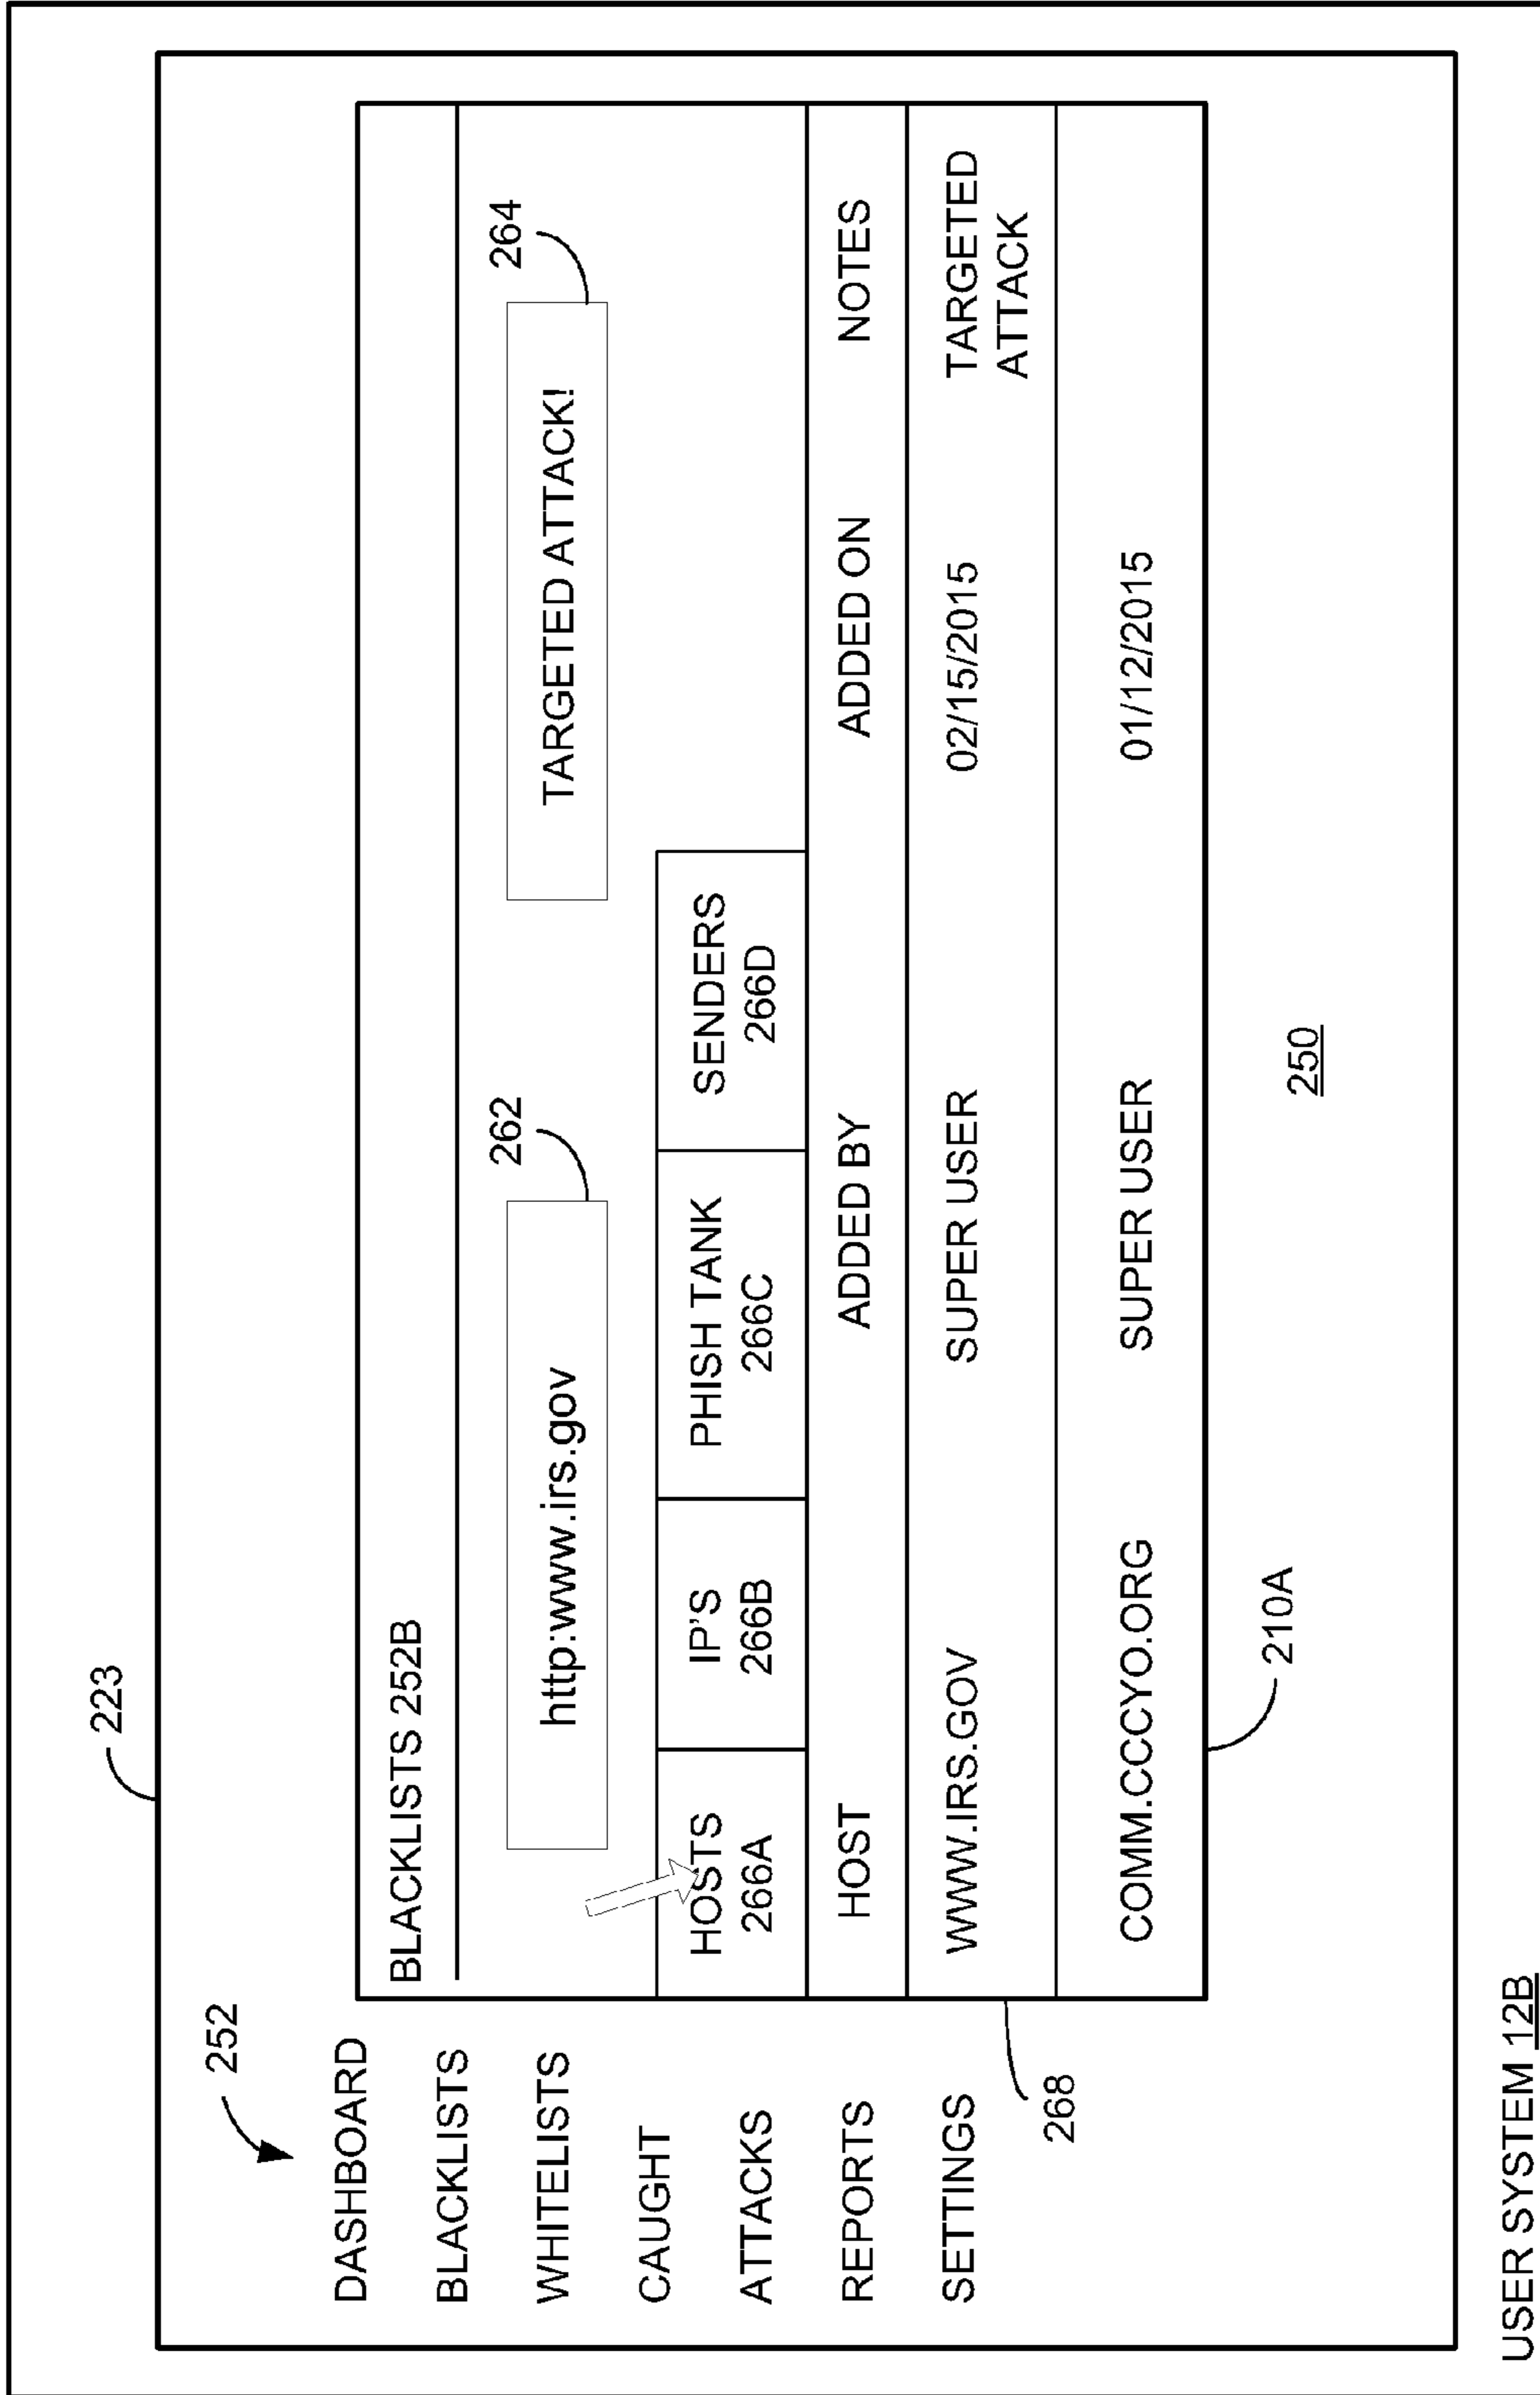 223
252
DASHBOARD
BLACKLISTS
WHITELISTS
CAUGHT
ATTACKS
REPORTS
SETTINGS
BLACKLISTS 252B
262
264
http:www.irs.gov
TARGETED ATTACK!
HOSTS
266A
IP'S
266B
PHISH TANK
266C
SENDERS
266D
HOST ADDED BY ADDED ON NOTES
WWW.IRS.GOV SUPER USER 02/15/2015 TARGETED
ATTACK
COMM.CCCYO.ORG SUPER USER 01/12/2015
268
210A
250
USER SYSTEM 12B